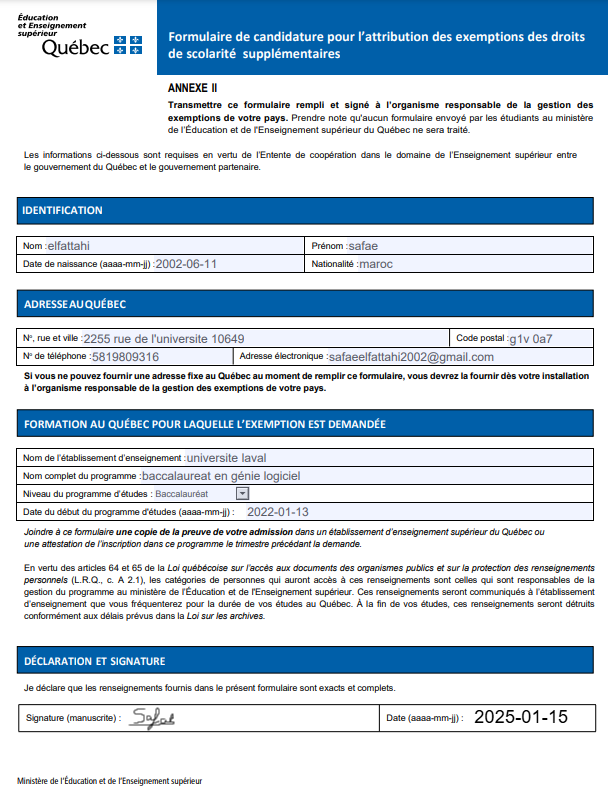 Éducation
et Enseignement
supérieur
Québec
Formulaire de candidature pour l'attribution des exemptions des droits
de scolarité supplémentaires
ANNEXE II
Transmettre ce formulaire rempli et signé à l'organisme responsable de la gestion des
exemptions de votre pays. Prendre note qu'aucun formulaire envoyé par les étudiants au ministère
de l'Éducation et de l'Enseignement supérieur du Québec ne sera traité.
Les informations ci-dessous sont requises en vertu de l'Entente de coopération dans le domaine de l'Enseignement supérieur entre
le gouvernement du Québec et le gouvernement partenaire.
IDENTIFICATION
Nom : elfattahi Prénom : safae
Date de naissance (aaaa-mm-jj) : 2002-06-11 Nationalité : maroc
ADRESSE AU QUÉBEC
N°, rue et ville : 2255 rue de l'universite 10649 Code postal : g1v 0a7
N° de téléphone : 5819809316 Adresse électronique : safaeelfattahi2002@gmail.com
Si vous ne pouvez fournir une adresse fixe au Québec au moment de remplir ce formulaire, vous devrez la fournir dès votre installation
à l'organisme responsable de la gestion des exemptions de votre pays.
FORMATION AU QUÉBEC POUR LAQUELLE L'EXEMPTION EST DEMANDÉE
Nom de l'établissement d'enseignement : universite laval
Nom complet du programme : baccalaureat en génie logiciel
Niveau du programme d'études : Baccalauréat
Date du début du programme d'études (aaaa-mm-jj) : 2022-01-13
Joindre à ce formulaire une copie de la preuve de votre admission dans un établissement d'enseignement supérieur du Québec ou
une attestation de l'inscription dans ce programme le trimestre précédant la demande.
En vertu des articles 64 et 65 de la Loi québécoise sur l'accès aux documents des organismes publics et sur la protection des renseignements
personnels (L.R.Q., c. A 2.1), les catégories de personnes qui auront accès à ces renseignements sont celles qui sont responsables de la
gestion du programme au ministère de l'Éducation et de l'Enseignement supérieur. Ces renseignements seront communiqués à l'établissement
d'enseignement que vous fréquenterez pour la durée de vos études au Québec. À la fin de vos études, ces renseignements seront détruits
conformément aux délais prévus dans la Loi sur les archives.
DÉCLARATION ET SIGNATURE
Je déclare que les renseignements fournis dans le présent formulaire sont exacts et complets.
Signature (manuscrite) : Safae Date (aaaa-mm-jj) : 2025-01-15
Ministère de l'Éducation et de l'Enseignement supérieur